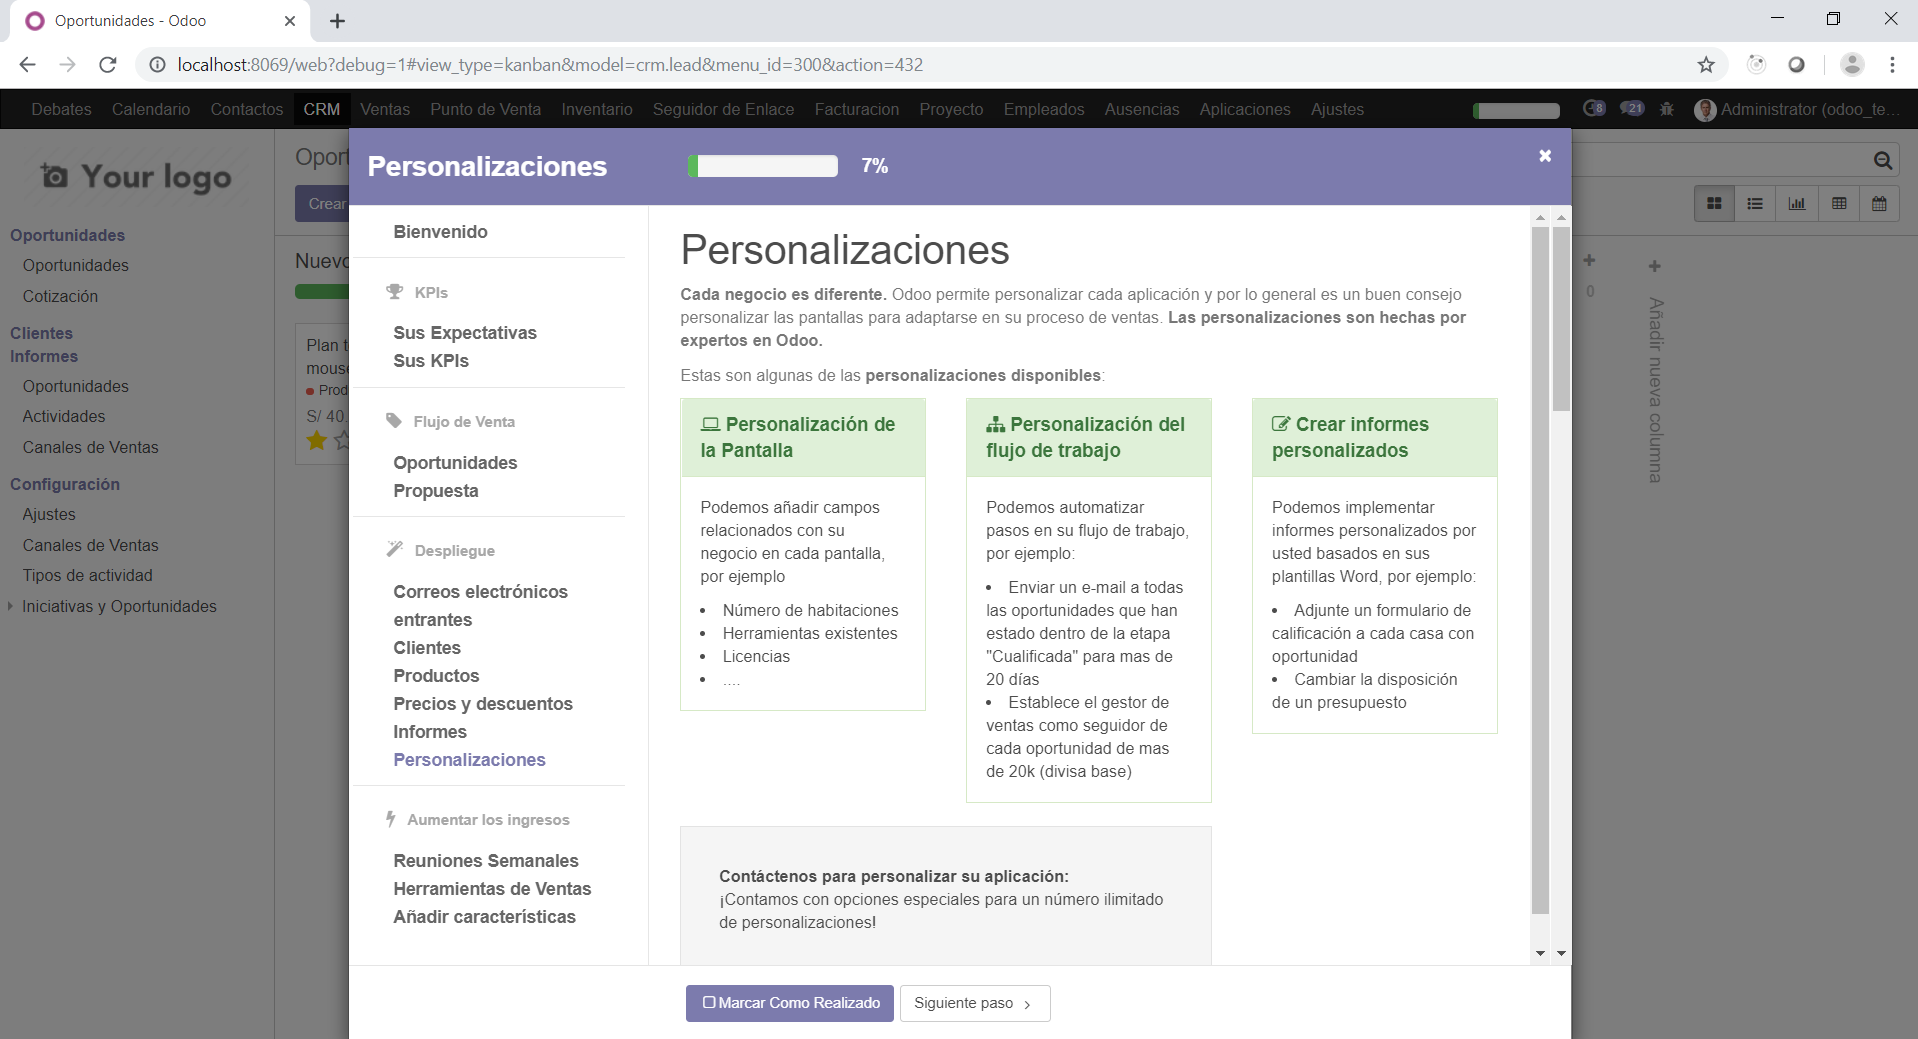 Oportunidades - Odoo
localhost:8069/web?debug=1#view_type=kanban&model=crm.lead&menu_id=300&action=432
Debates Calendario Contactos CRM Ventas Punto de Venta Inventario Seguidor de Enlace Facturacion Proyecto Empleados Ausencias Aplicaciones Ajustes 8 21 Administrator (odoo_te...
Your logo
Oport
Crear
Oportunidades
Oportunidades
Cotización
Clientes
Informes
Oportunidades
Actividades
Canales de Ventas
Configuración
Ajustes
Canales de Ventas
Tipos de actividad
Iniciativas y Oportunidades
Nuevo
Plan t
mouse
Prod
S/ 40.
Personalizaciones
7%
Bienvenido
KPIs
Sus Expectativas
Sus KPIs
Flujo de Venta
Oportunidades
Propuesta
Despliegue
Correos electrónicos
entrantes
Clientes
Productos
Precios y descuentos
Informes
Personalizaciones
Aumentar los ingresos
Reuniones Semanales
Herramientas de Ventas
Añadir características
Personalizaciones
Cada negocio es diferente. Odoo permite personalizar cada aplicación y por lo general es un buen consejo
personalizar las pantallas para adaptarse en su proceso de ventas. Las personalizaciones son hechas por
expertos en Odoo.
Estas son algunas de las personalizaciones disponibles:
Personalización de
la Pantalla
Podemos añadir campos
relacionados con su
negocio en cada pantalla,
por ejemplo
• Número de habitaciones
• Herramientas existentes
• Licencias
• ....
Personalización del
flujo de trabajo
Podemos automatizar
pasos en su flujo de trabajo,
por ejemplo:
• Enviar un e-mail a todas
las oportunidades que han
estado dentro de la etapa
"Cualificada" para mas de
20 días
• Establece el gestor de
ventas como seguidor de
cada oportunidad de mas
de 20k (divisa base)
Crear informes
personalizados
Podemos implementar
informes personalizados por
usted basados en sus
plantillas Word, por ejemplo:
• Adjunte un formulario de
calificación a cada casa con
oportunidad
• Cambiar la disposición
de un presupuesto
Contáctenos para personalizar su aplicación:
¡Contamos con opciones especiales para un número ilimitado
de personalizaciones!
Marcar Como Realizado
Siguiente paso
0
Añadir nueva columna